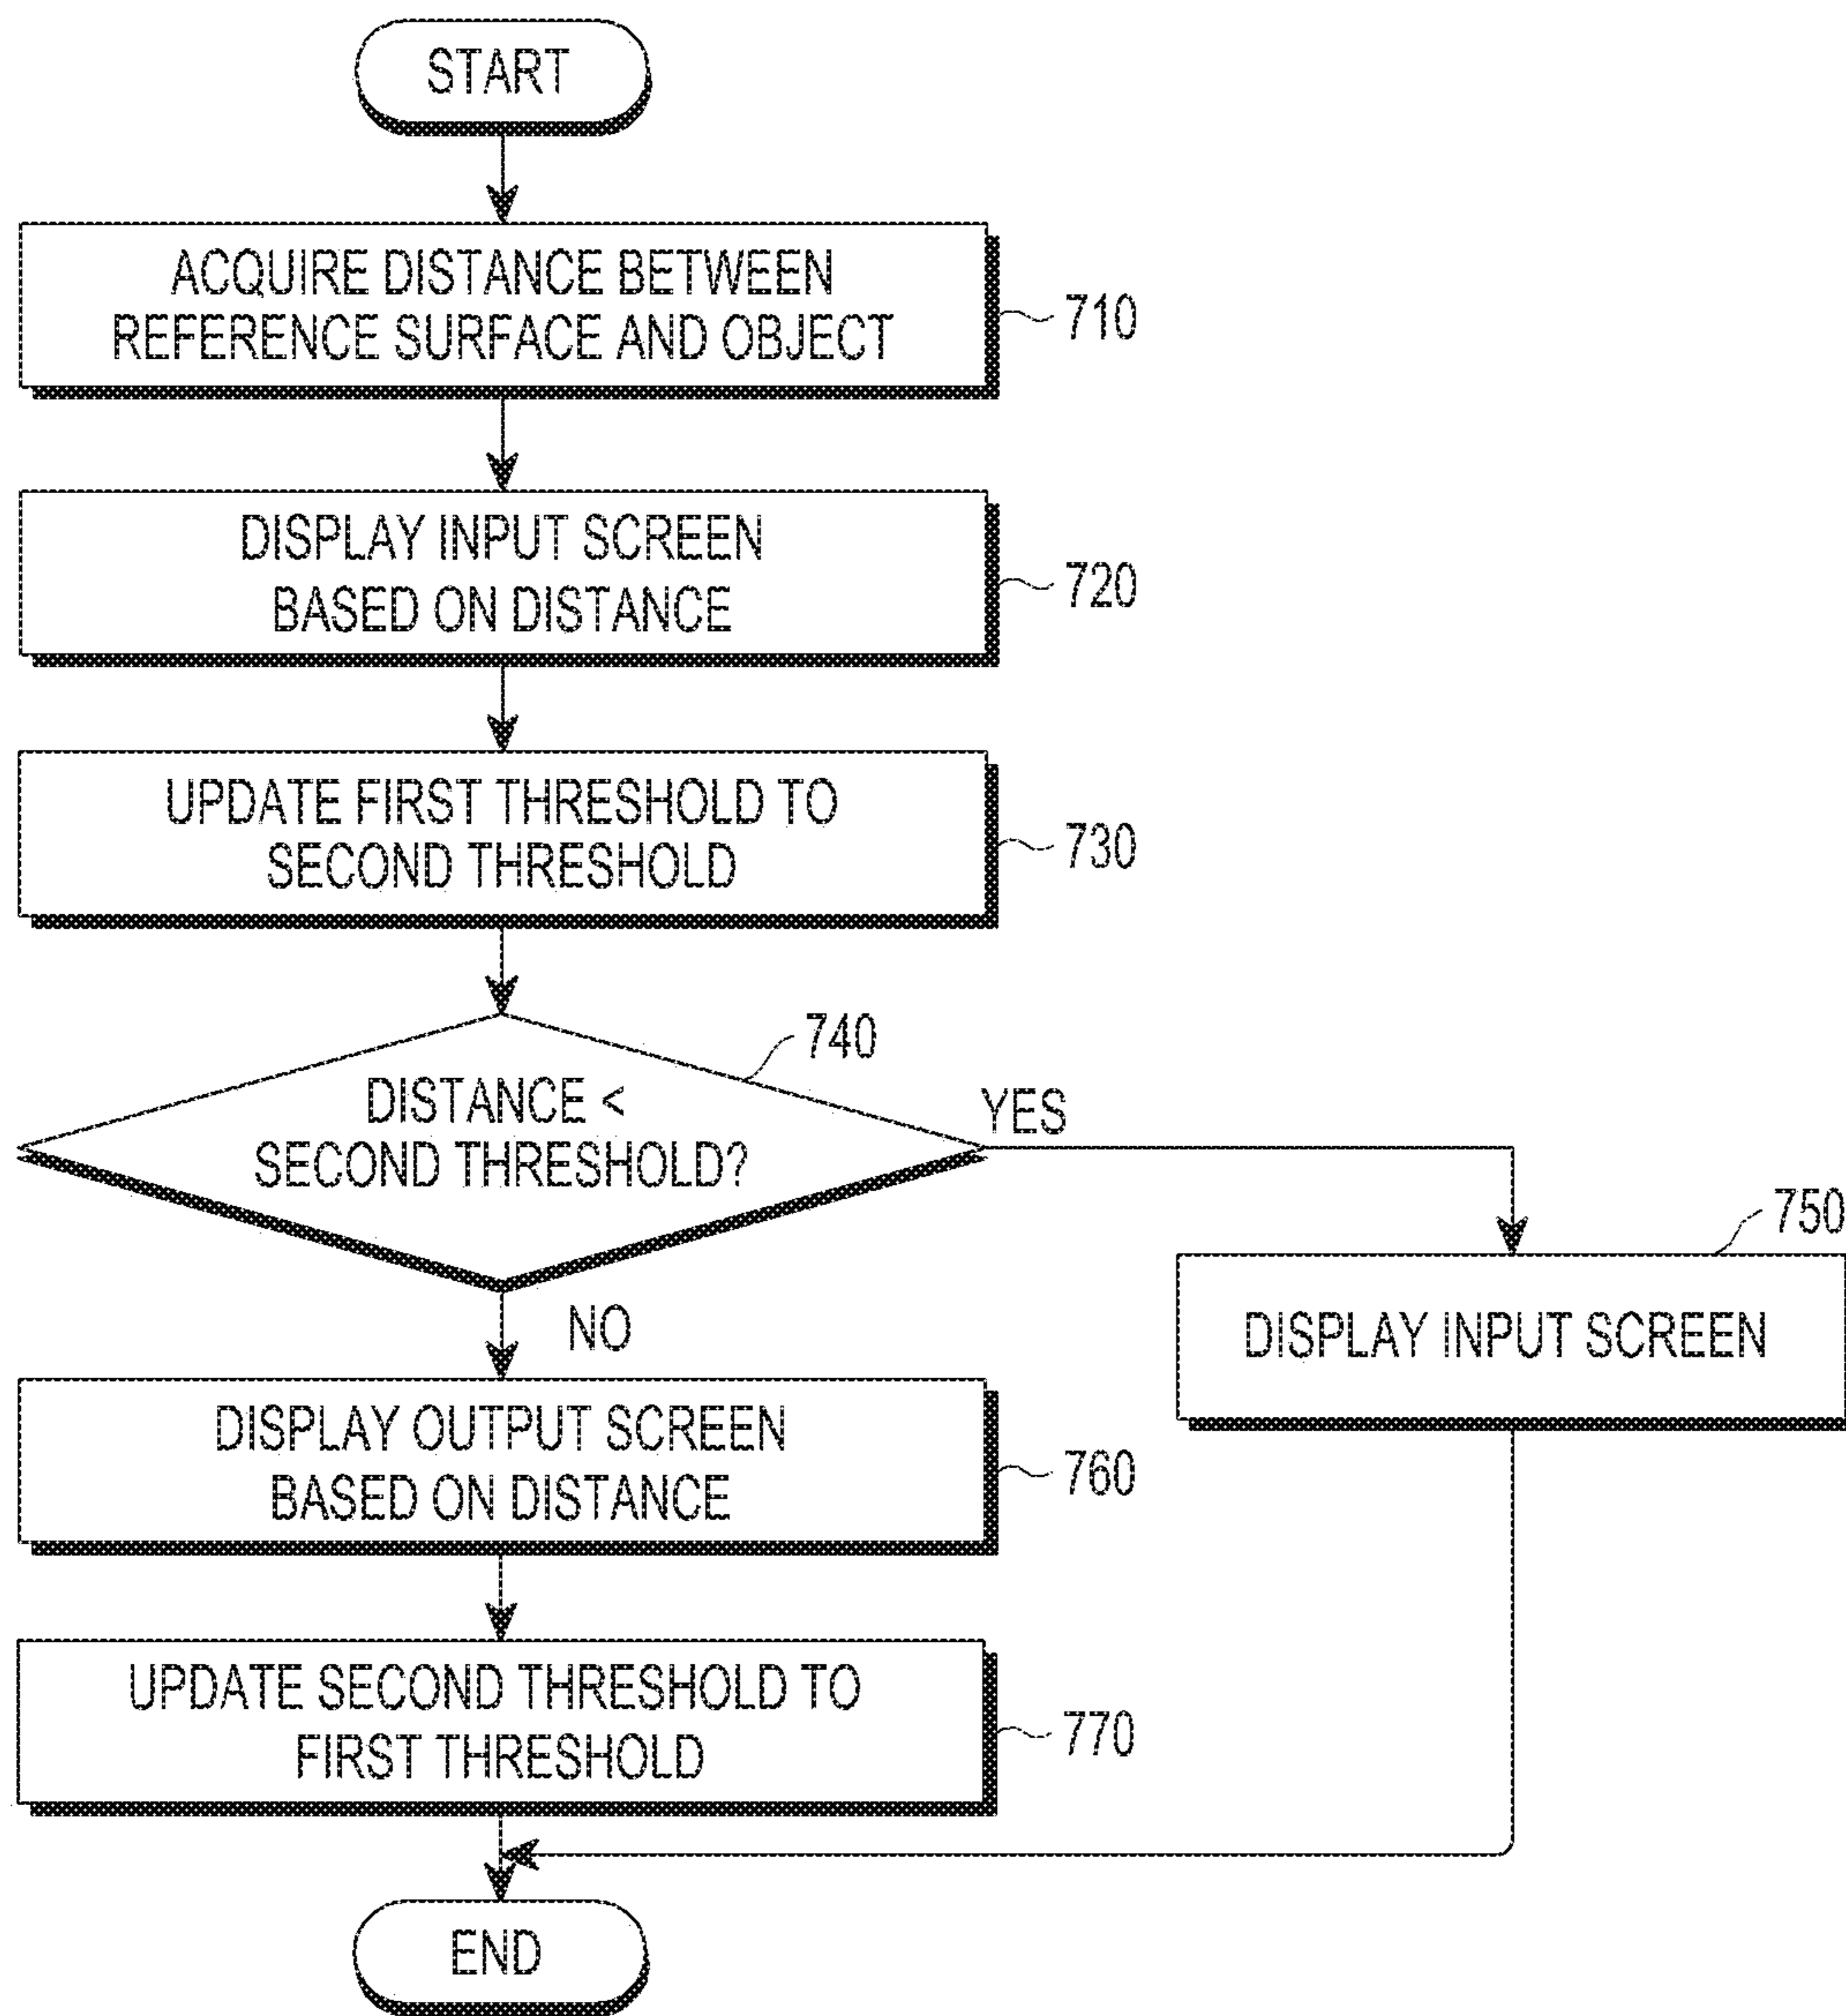 START
ACQUIRE DISTANCE BETWEEN
REFERENCE SURFACE AND OBJECT
710
DISPLAY INPUT SCREEN
BASED ON DISTANCE
720
UPDATE FIRST THRESHOLD TO
SECOND THRESHOLD
730
740
DISTANCE <
SECOND THRESHOLD?
YES
750
DISPLAY INPUT SCREEN
NO
DISPLAY OUTPUT SCREEN
BASED ON DISTANCE
760
UPDATE SECOND THRESHOLD TO
FIRST THRESHOLD
770
END